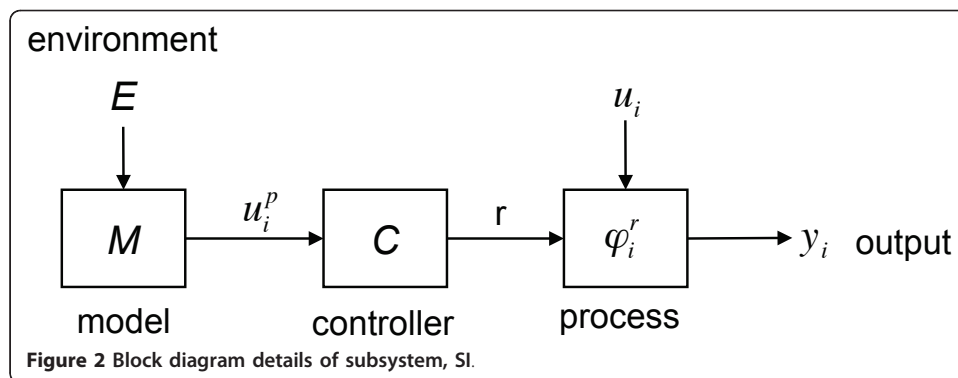 environment
E
u_i
M
u_i^p
C
r
φ_i^r
y_i output
model
controller
process
Figure 2 Block diagram details of subsystem, SI.